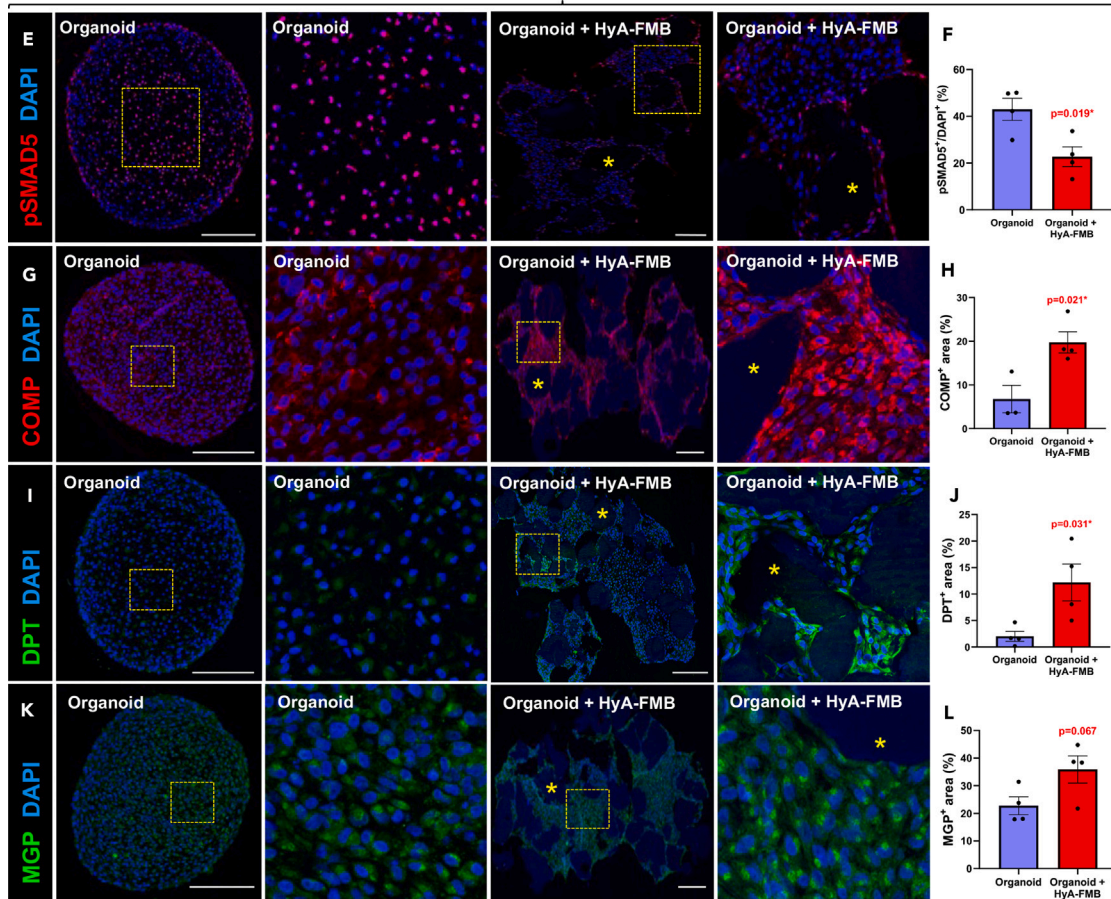 E
pSMAD5 DAPI
Organoid
Organoid
Organoid + HyA-FMB
*
Organoid + HyA-FMB
*
F
pSMAD5⁺/DAPI⁺ (%)
60
40
20
0
p=0.019*
Organoid
Organoid +
HyA-FMB
G
COMP DAPI
Organoid
Organoid
Organoid + HyA-FMB
*
Organoid + HyA-FMB
*
H
COMP⁺ area (%)
30
20
10
0
p=0.021*
Organoid
Organoid +
HyA-FMB
I
DPT DAPI
Organoid
Organoid
Organoid + HyA-FMB
*
Organoid + HyA-FMB
*
J
DPT⁺ area (%)
25
20
15
10
5
0
p=0.031*
Organoid
Organoid +
HyA-FMB
K
MGP DAPI
Organoid
Organoid
Organoid + HyA-FMB
*
Organoid + HyA-FMB
*
L
MGP⁺ area (%)
50
40
30
20
10
0
p=0.067
Organoid
Organoid +
HyA-FMB